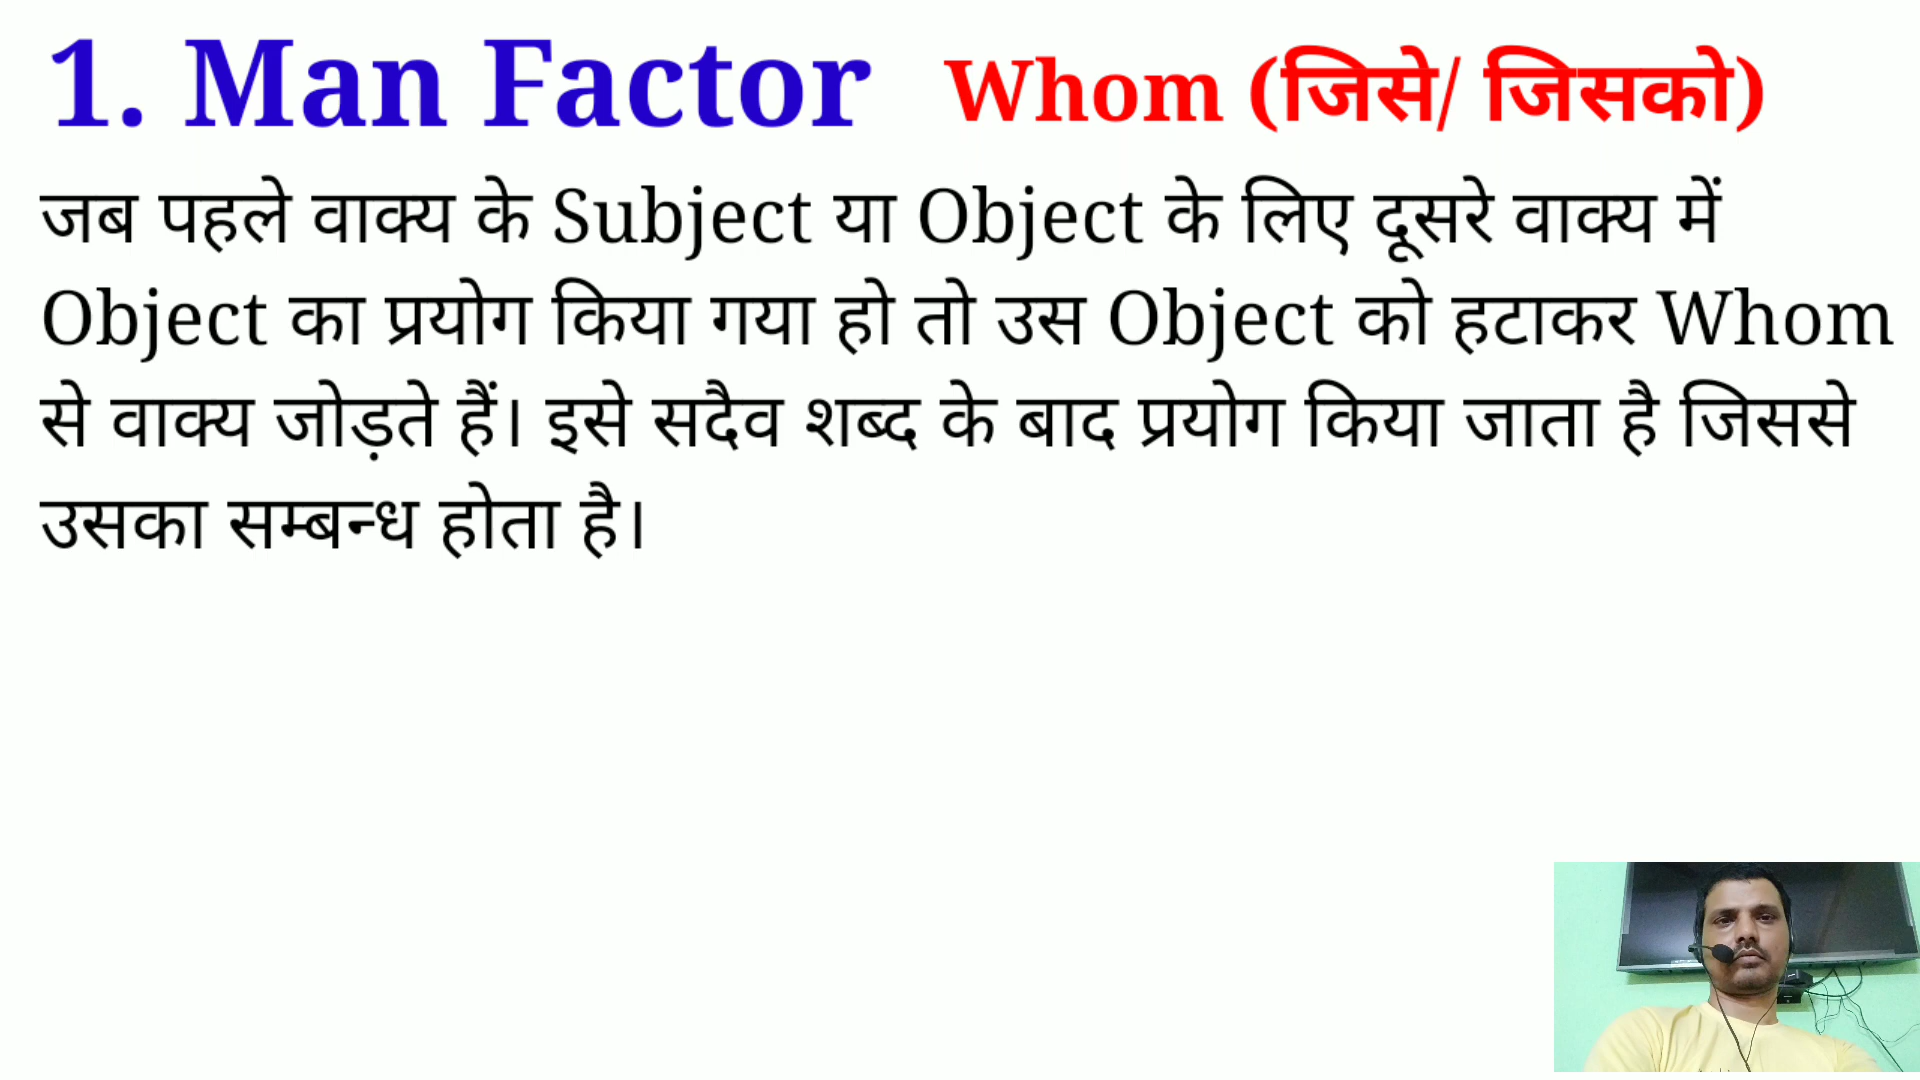 1. Man Factor Whom (जिसे/ जिसको)
जब पहले वाक्य के Subject या Object के लिए दूसरे वाक्य में
Object का प्रयोग किया गया हो तो उस Object को हटाकर Whom
से वाक्य जोड़ते हैं। इसे सदैव शब्द के बाद प्रयोग किया जाता है जिससे
उसका सम्बन्ध होता है।